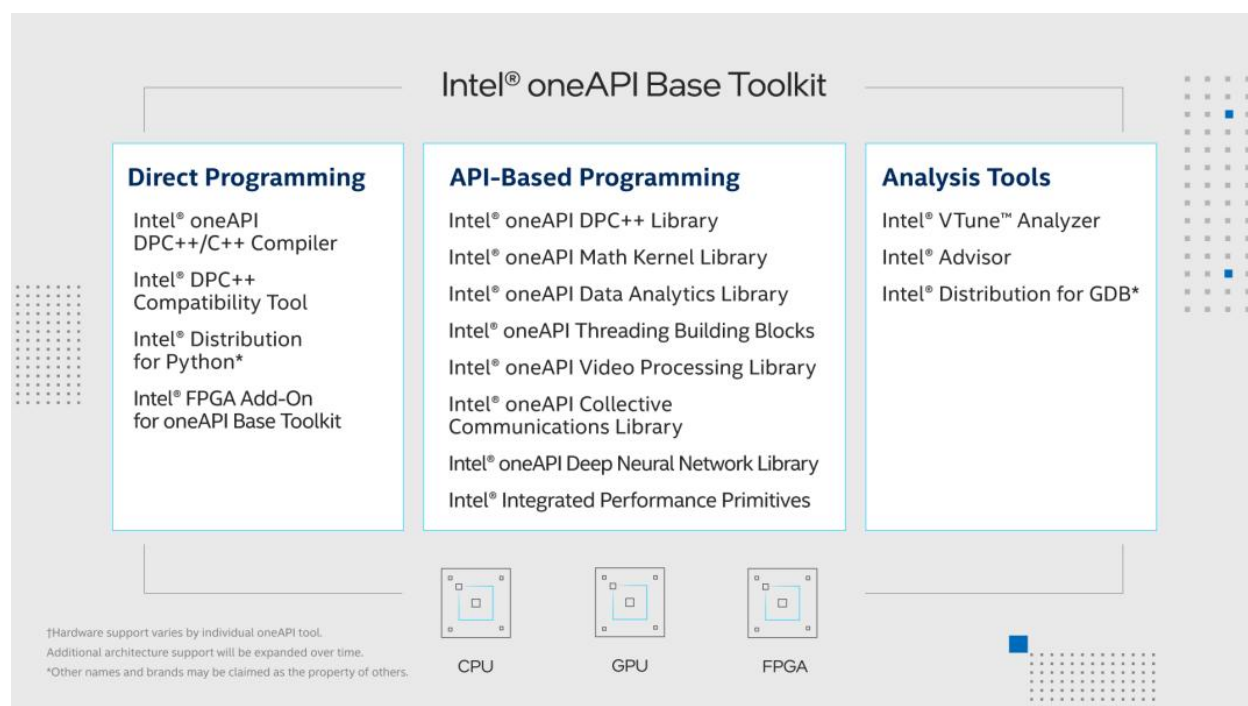 Intel® oneAPI Base Toolkit
Direct Programming
Intel® oneAPI
DPC++/C++ Compiler
Intel® DPC++
Compatibility Tool
Intel® Distribution
for Python*
Intel® FPGA Add-On
for oneAPI Base Toolkit
API-Based Programming
Intel® oneAPI DPC++ Library
Intel® oneAPI Math Kernel Library
Intel® oneAPI Data Analytics Library
Intel® oneAPI Threading Building Blocks
Intel® oneAPI Video Processing Library
Intel® oneAPI Collective
Communications Library
Intel® oneAPI Deep Neural Network Library
Intel® Integrated Performance Primitives
Analysis Tools
Intel® VTune™ Analyzer
Intel® Advisor
Intel® Distribution for GDB*
CPU
GPU
FPGA
†Hardware support varies by individual oneAPI tool.
Additional architecture support will be expanded over time.
*Other names and brands may be claimed as the property of others.